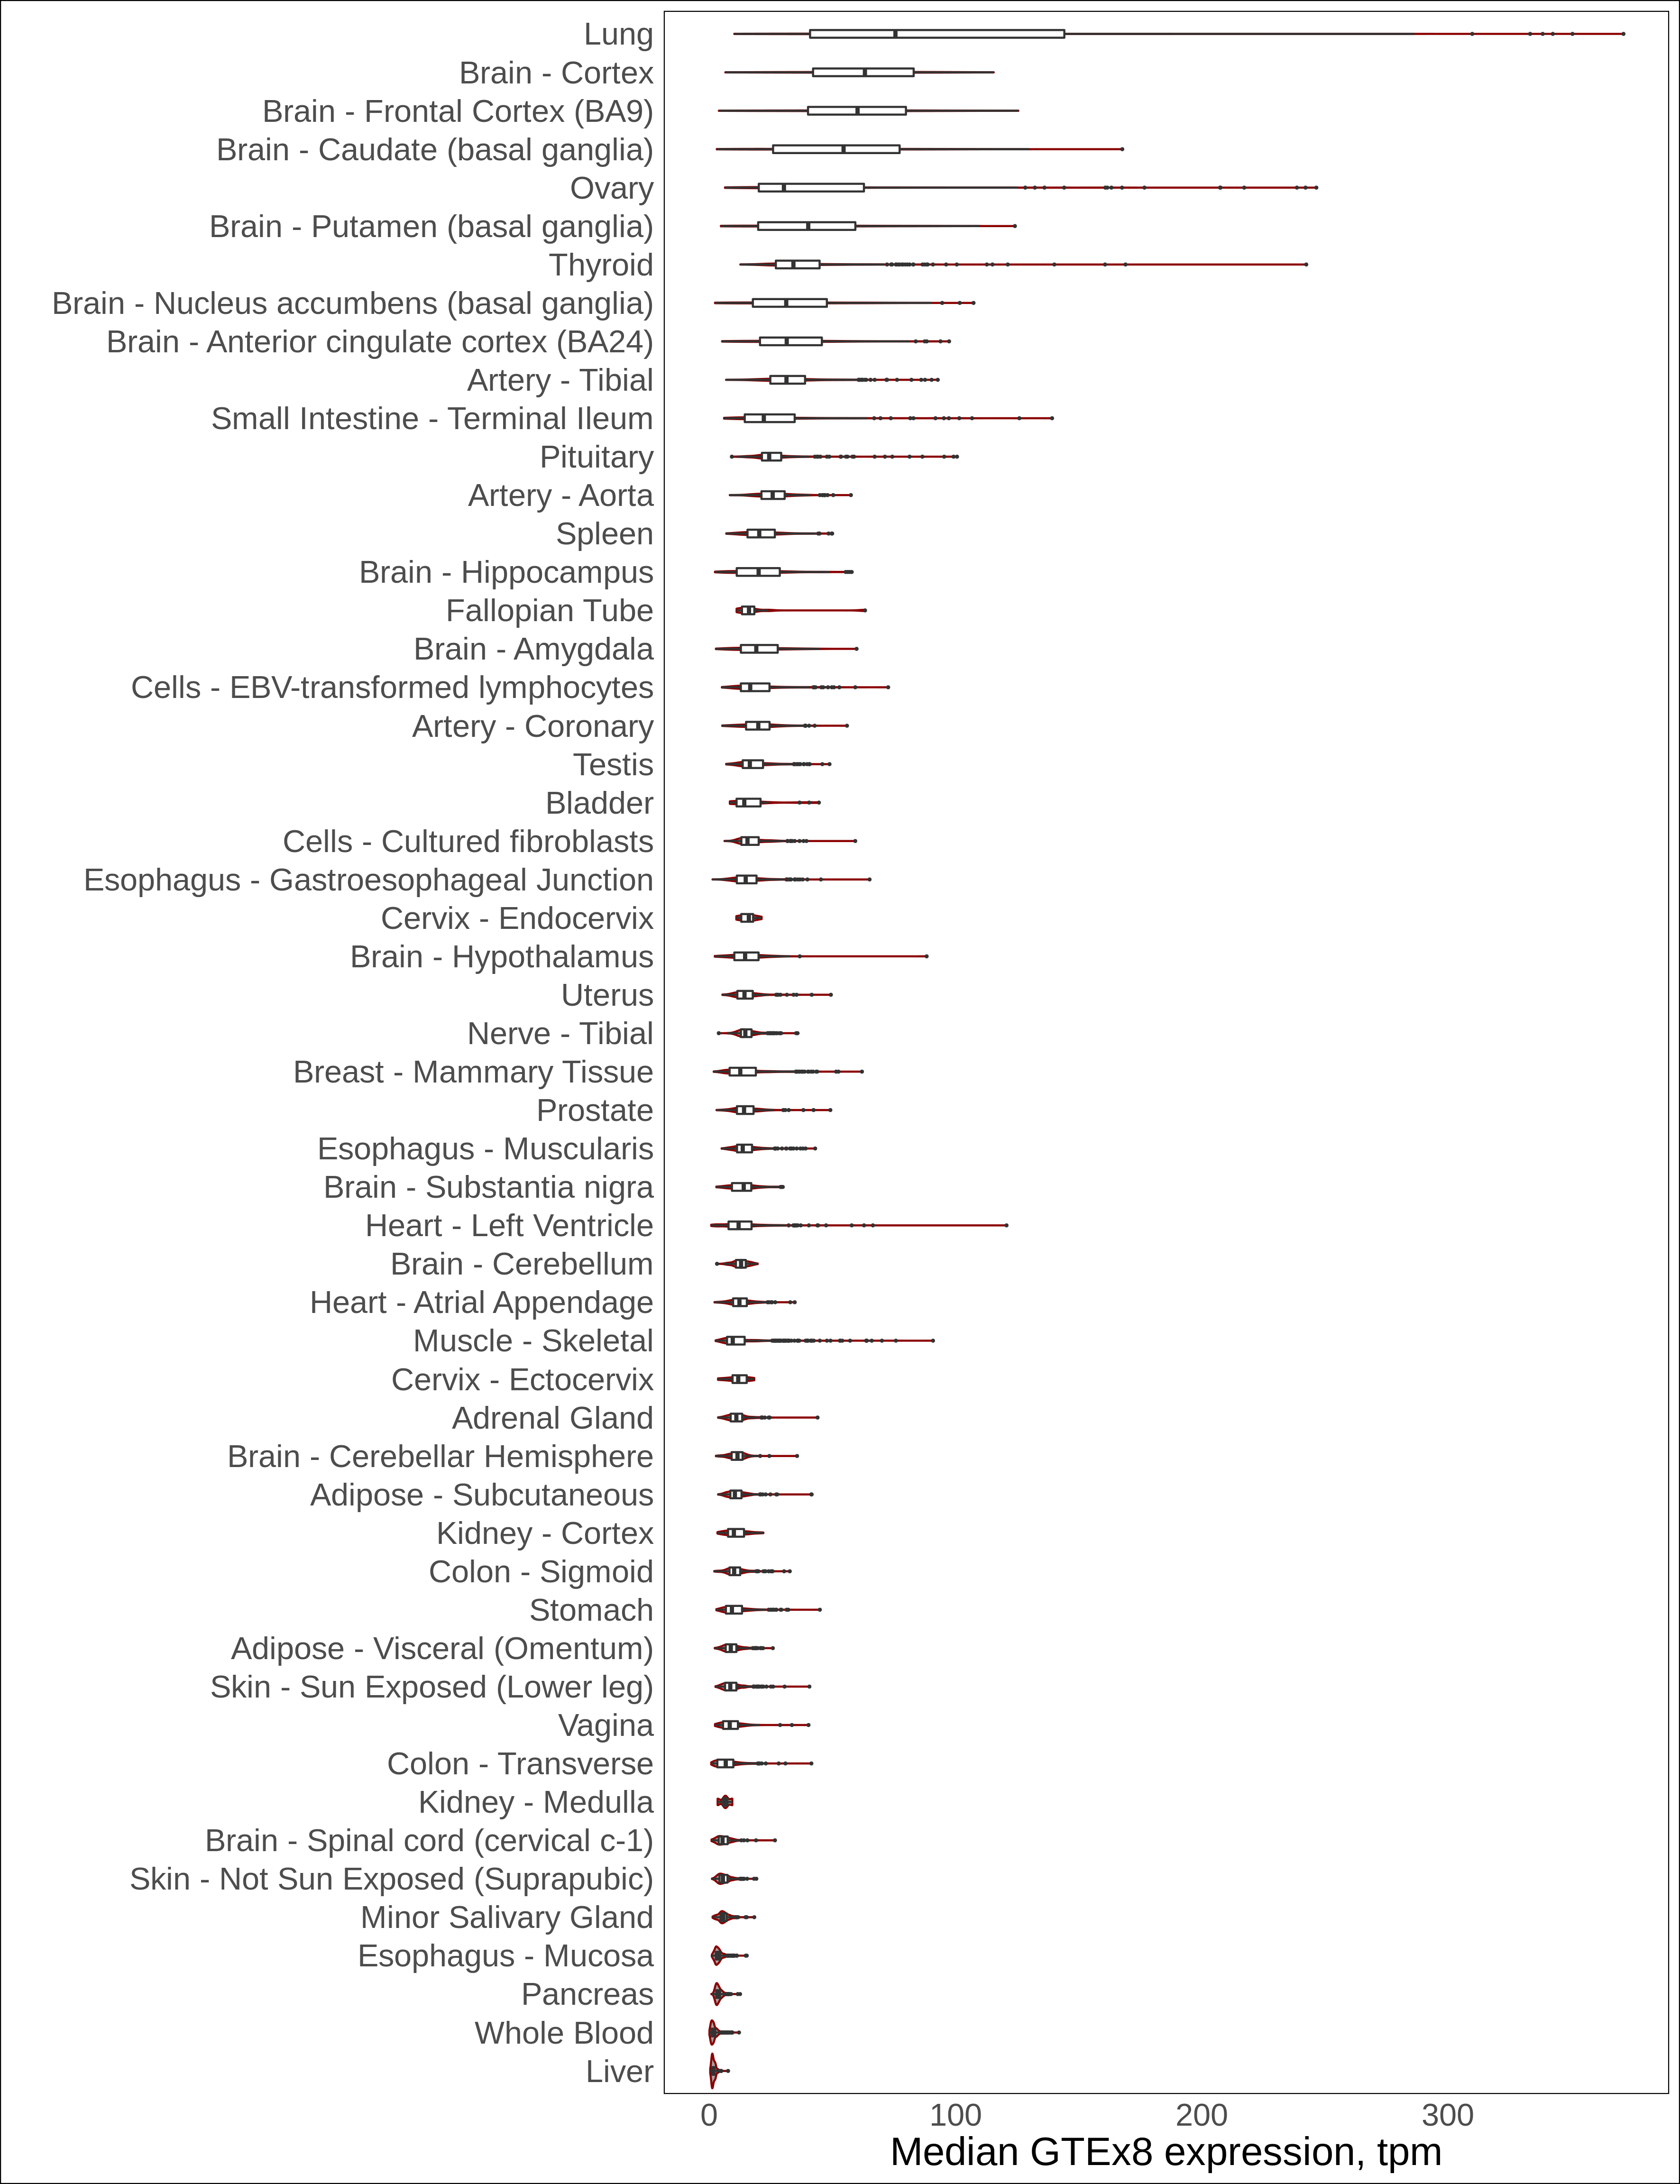 Lung
Brain - Cortex
Brain - Frontal Cortex (BA9)
Brain - Caudate (basal ganglia)
Ovary
Brain - Putamen (basal ganglia)
Thyroid
Brain - Nucleus accumbens (basal ganglia)
Brain - Anterior cingulate cortex (BA24)
Artery - Tibial
Small Intestine - Terminal Ileum
Pituitary
Artery - Aorta
Spleen
Brain - Hippocampus
Fallopian Tube
Brain - Amygdala
Cells - EBV-transformed lymphocytes
Artery - Coronary
Testis
Bladder
Cells - Cultured fibroblasts
Esophagus - Gastroesophageal Junction
Cervix - Endocervix
Brain - Hypothalamus
Uterus
Nerve - Tibial
Breast - Mammary Tissue
Prostate
Esophagus - Muscularis
Brain - Substantia nigra
Heart - Left Ventricle
Brain - Cerebellum
Heart - Atrial Appendage
Muscle - Skeletal
Cervix - Ectocervix
Adrenal Gland
Brain - Cerebellar Hemisphere
Adipose - Subcutaneous
Kidney - Cortex
Colon - Sigmoid
Stomach
Adipose - Visceral (Omentum)
Skin - Sun Exposed (Lower leg)
Vagina
Colon - Transverse
Kidney - Medulla
Brain - Spinal cord (cervical c-1)
Skin - Not Sun Exposed (Suprapubic)
Minor Salivary Gland
Esophagus - Mucosa
Pancreas
Whole Blood
Liver
0 100 200 300
Median GTEx8 expression, tpm